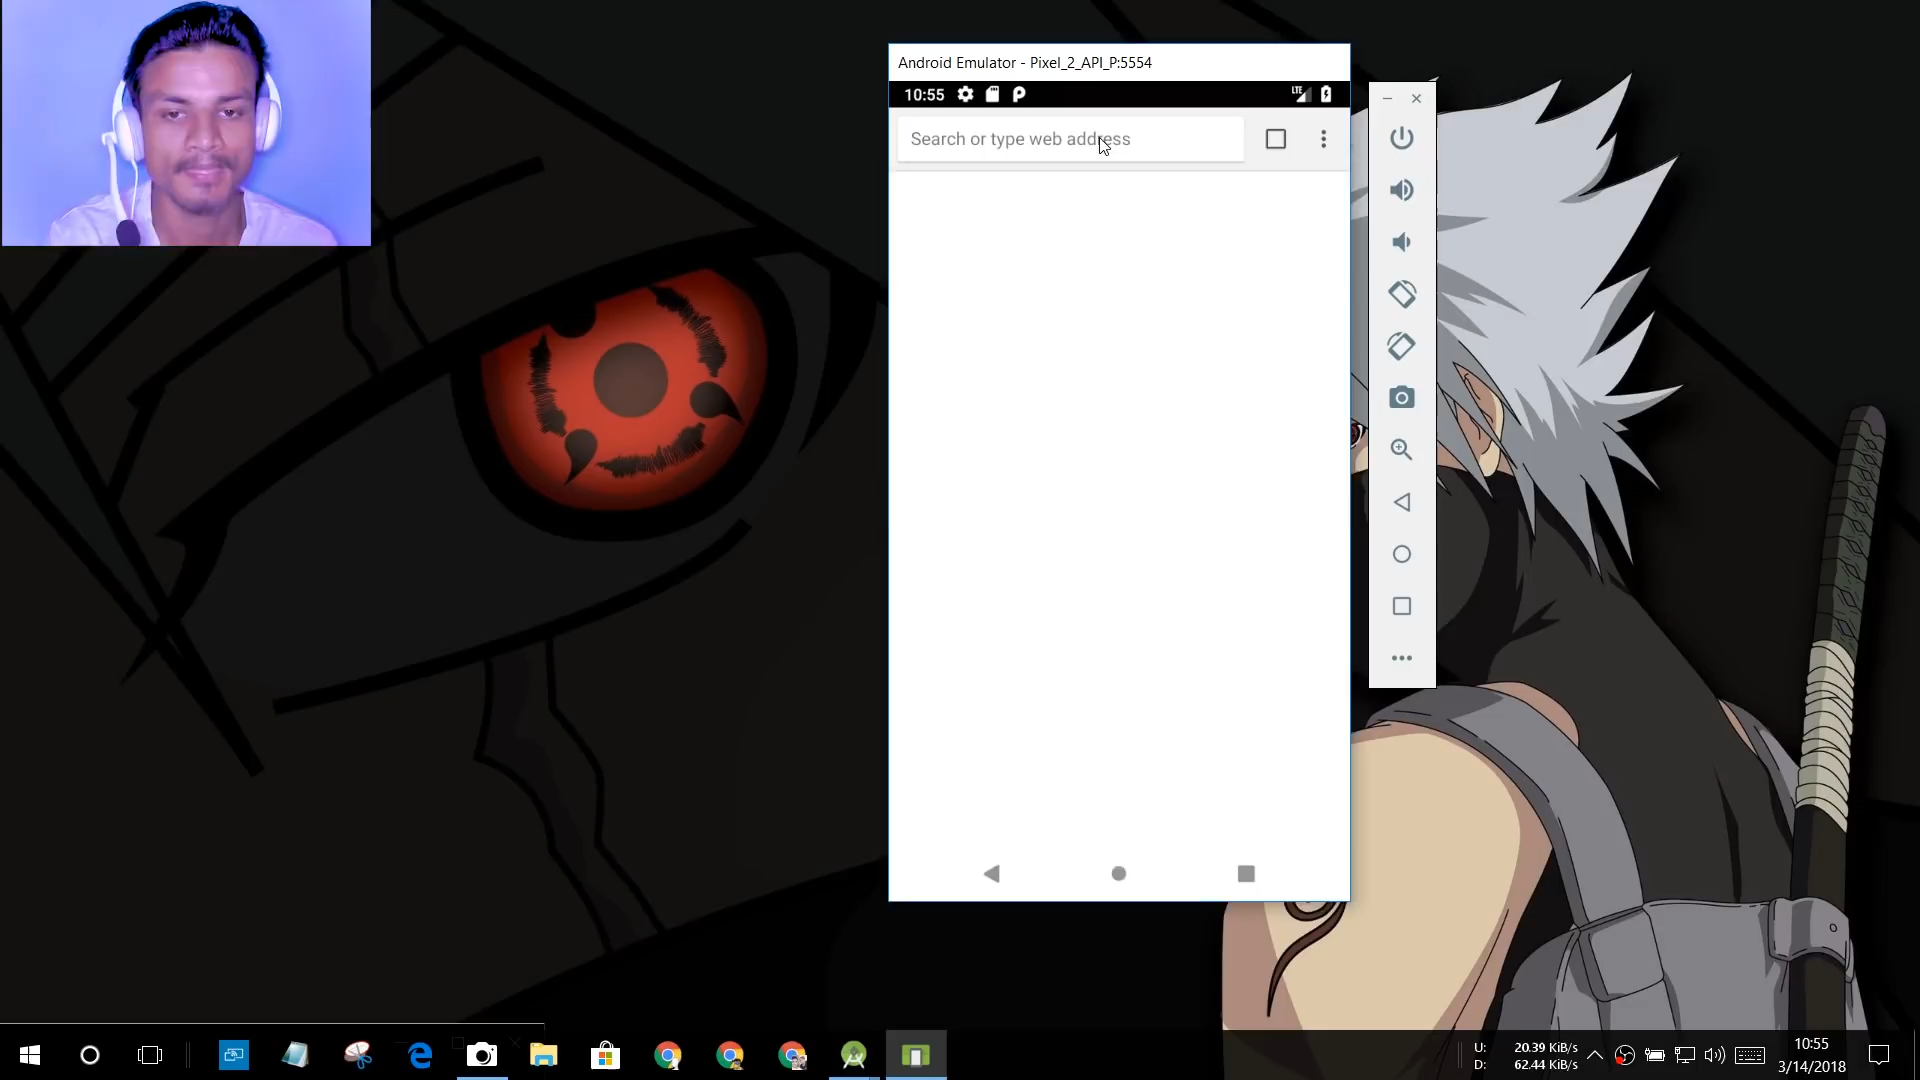 Android Emulator - Pixel_2_API_P:5554
10:55
LTE
Search or type web address
U: 20.39 KiB/s
D: 62.44 KiB/s
10:55
3/14/2018